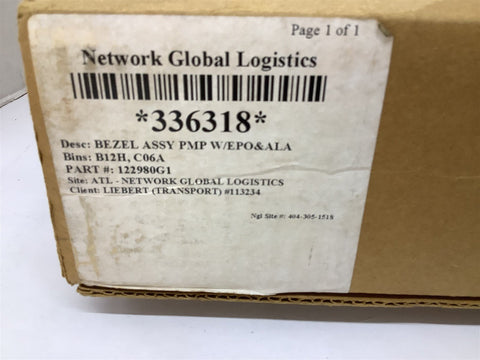 Page 1 of 1
Network Global Logistics
*336318*
Desc: BEZEL ASSY PMP W/EPO&ALA
Bins: B12H, C06A
PART #: 122980G1
Site: ATL - NETWORK GLOBAL LOGISTICS
Client: LIEBERT (TRANSPORT) #113234
Ngl Site #: 404-305-1518